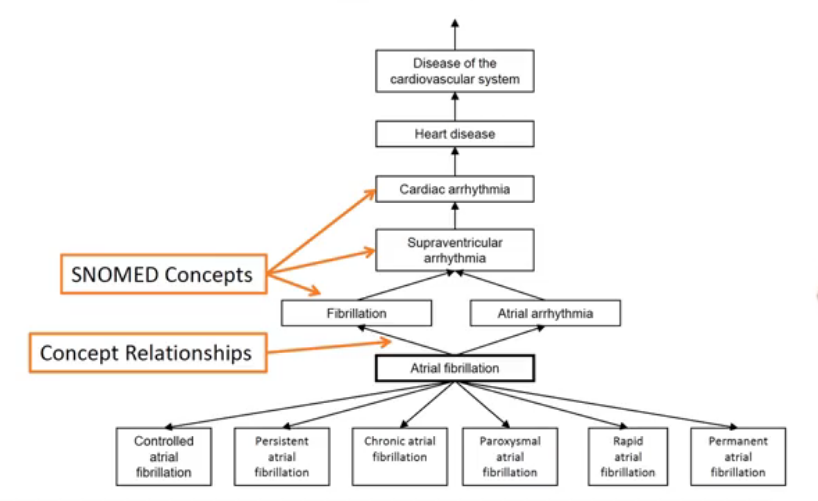 Disease of the
cardiovascular system
Heart disease
Cardiac arrhythmia
Supraventricular
arrhythmia
SNOMED Concepts
Fibrillation
Atrial arrhythmia
Concept Relationships
Atrial fibrillation
Controlled
atrial
fibrillation
Persistent
atrial
fibrillation
Chronic atrial
fibrillation
Paroxysmal
atrial
fibrillation
Rapid
atrial
fibrillation
Permanent
atrial
fibrillation